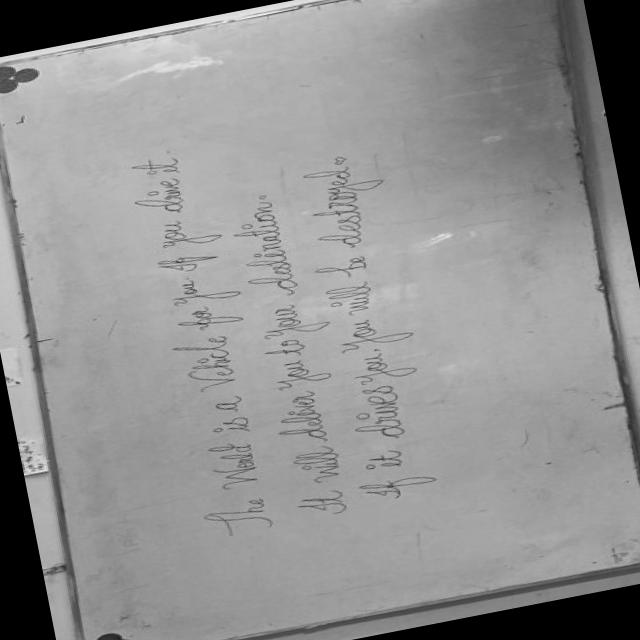 The World is a Vehicle for you If you drive it.
It will deliver you to your destination.
If it drives you. You will be destroyed.